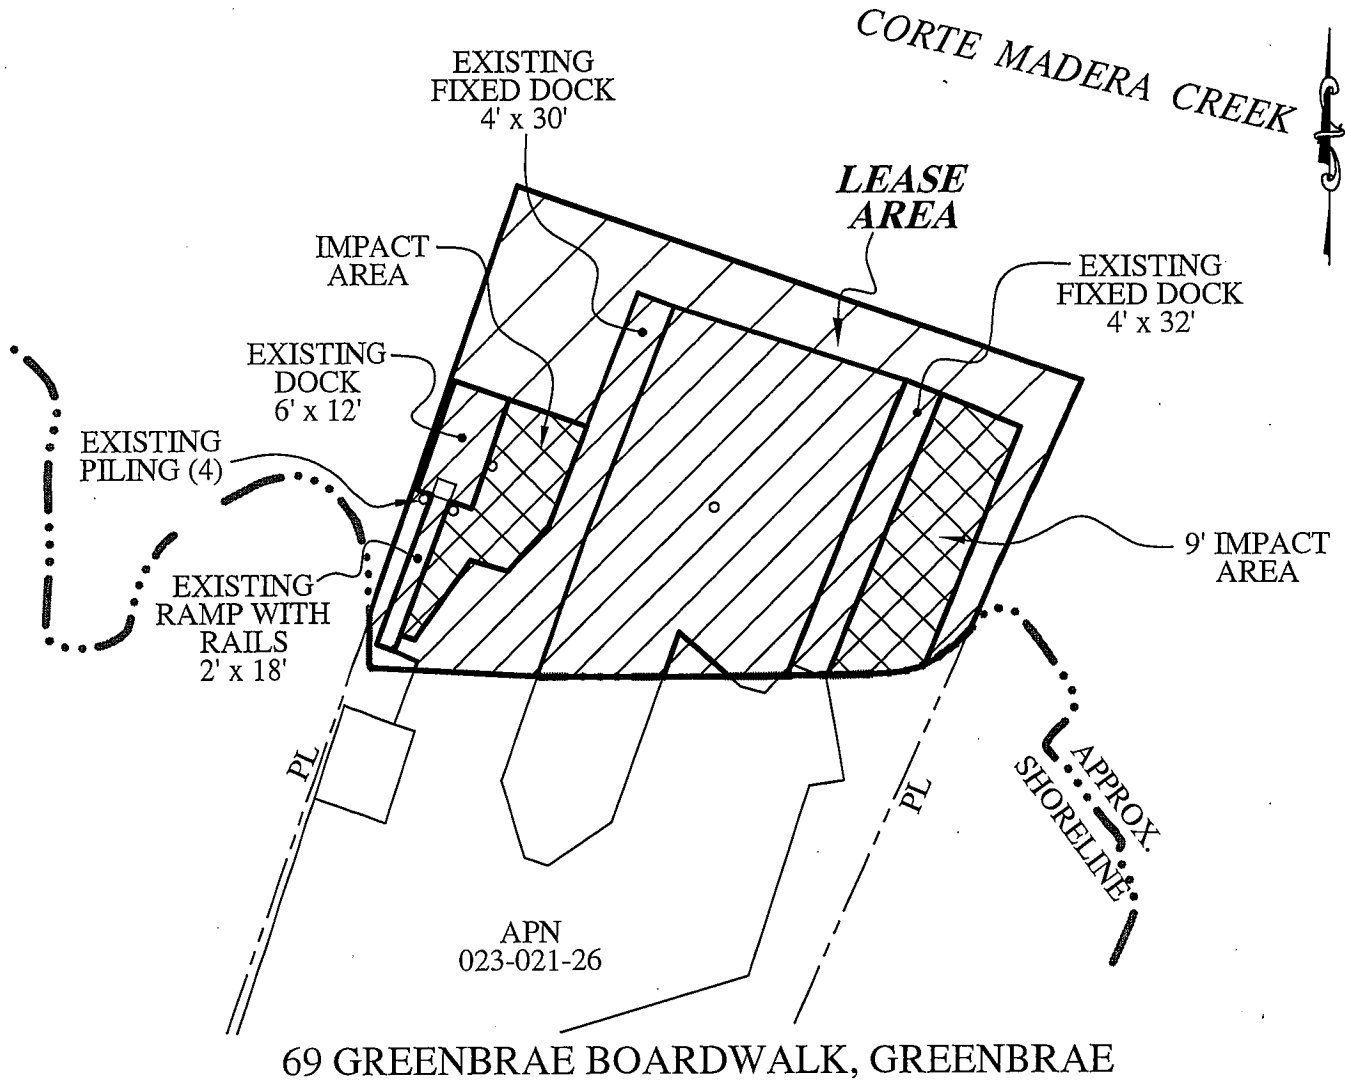 CORTE MADERA CREEK
EXISTING
FIXED DOCK
4' x 30'
LEASE
AREA
IMPACT
AREA
EXISTING
FIXED DOCK
4' x 32'
EXISTING
DOCK
6' x 12'
EXISTING
PILING (4)
9' IMPACT
AREA
EXISTING
RAMP WITH
RAILS
2' x 18'
PL
PL
APPROX.
SHORELINE
APN
023-021-26
69 GREENBRAE BOARDWALK, GREENBRAE